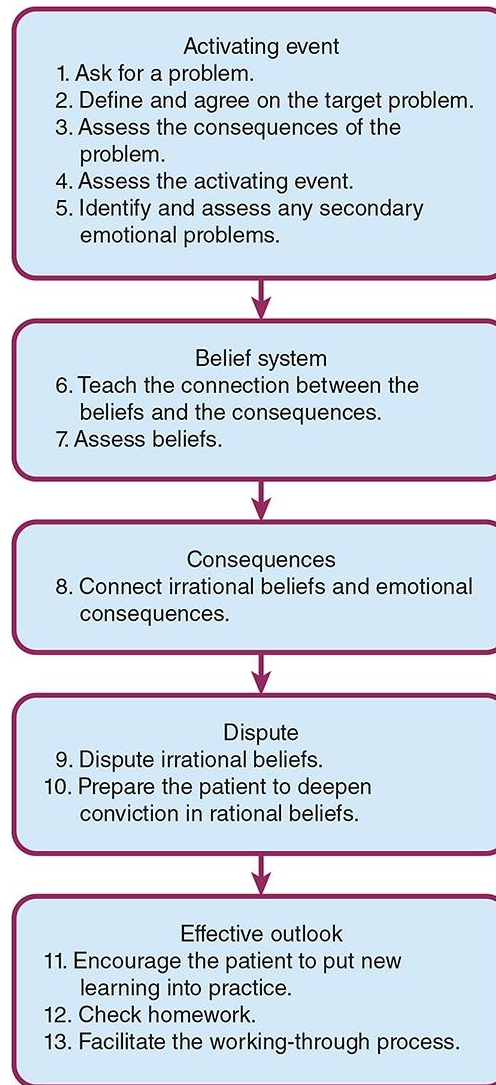 Activating event
1. Ask for a problem.
2. Define and agree on the target problem.
3. Assess the consequences of the
problem.
4. Assess the activating event.
5. Identify and assess any secondary
emotional problems.
Belief system
6. Teach the connection between the
beliefs and the consequences.
7. Assess beliefs.
Consequences
8. Connect irrational beliefs and emotional
consequences.
Dispute
9. Dispute irrational beliefs.
10. Prepare the patient to deepen
conviction in rational beliefs.
Effective outlook
11. Encourage the patient to put new
learning into practice.
12. Check homework.
13. Facilitate the working-through process.